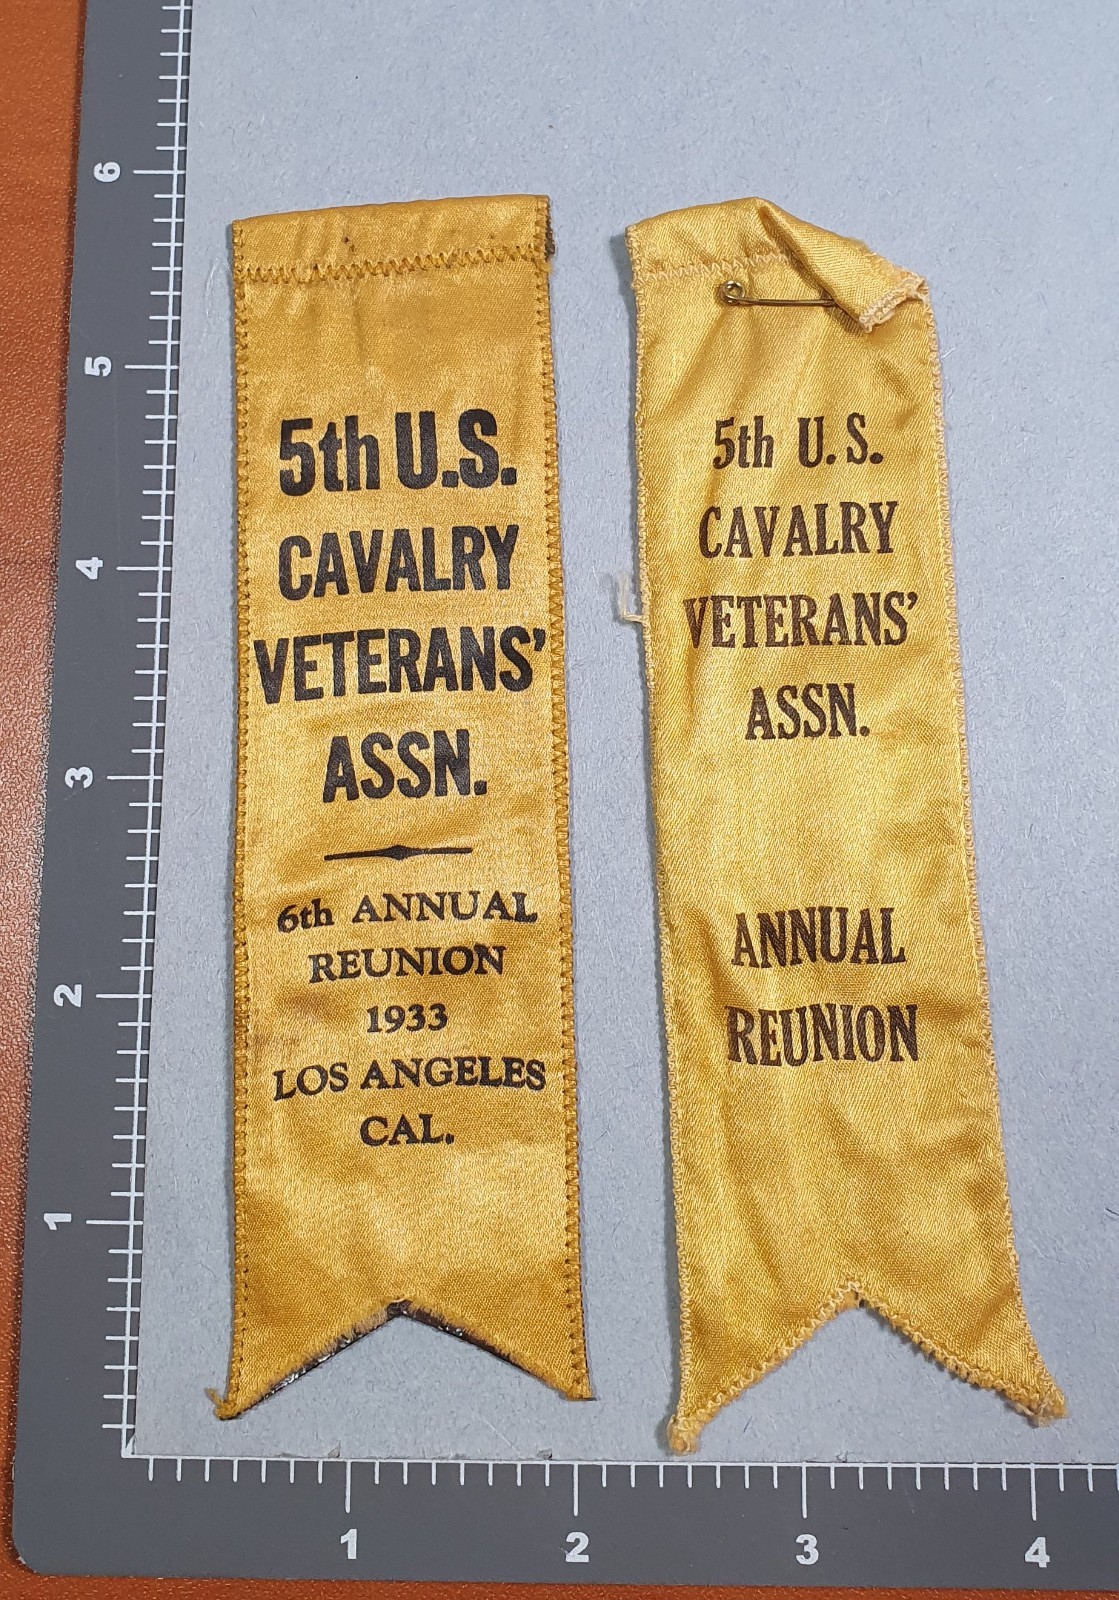 5th U.S.
CAVALRY
VETERANS'
ASSN.
6th ANNUAL
REUNION
1933
LOS ANGELES
CAL.
5th U.S.
CAVALRY
VETERANS'
ASSN.
ANNUAL
REUNION
6
5
4
3
2
1
1
2
3
4